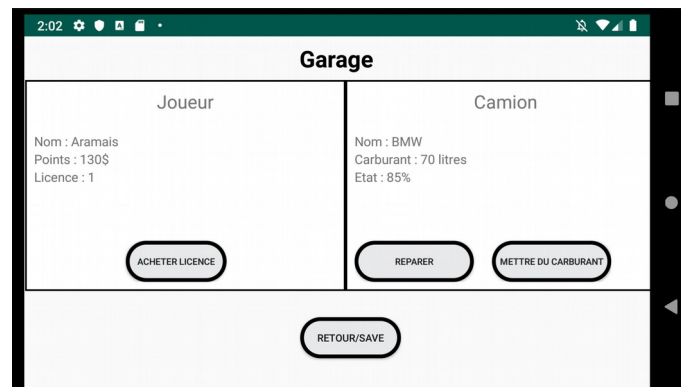 2:02
Garage
Joueur
Nom : Aramais
Points : 130$
Licence : 1
ACHETER LICENCE
Camion
Nom : BMW
Carburant : 70 litres
Etat : 85%
REPARER
METTRE DU CARBURANT
RETOUR/SAVE